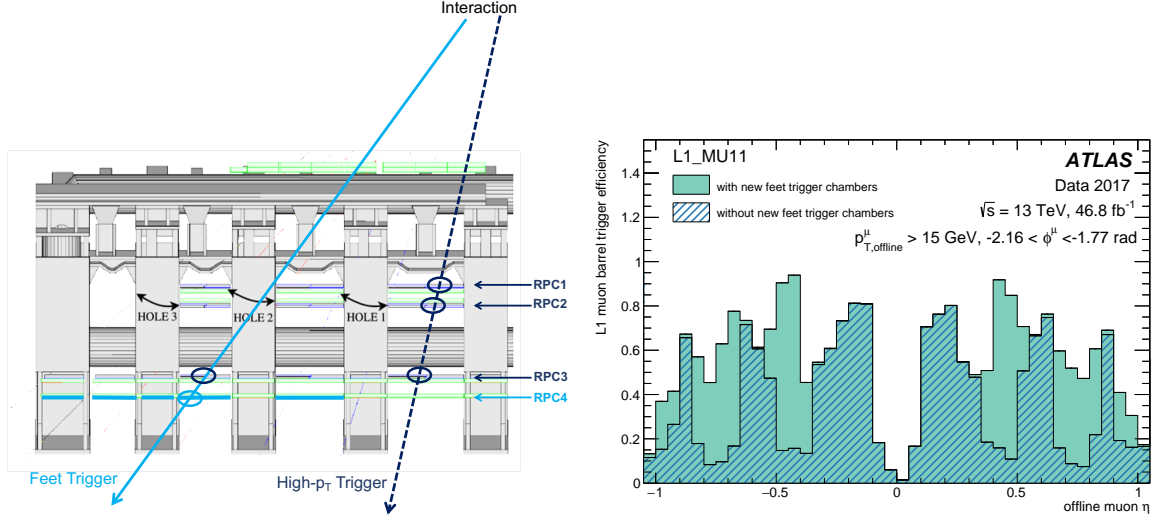 Interaction
HOLE 3
HOLE 2
HOLE 1
RPC1
RPC2
RPC3
RPC4
Feet Trigger
High-pT Trigger
L1 muon barrel trigger efficiency
1.4
1.2
1
0.8
0.6
0.4
0.2
0
L1_MU11
with new feet trigger chambers
without new feet trigger chambers
ATLAS
Data 2017
√s = 13 TeV, 46.8 fb⁻¹
p^μ_T,offline > 15 GeV, -2.16 < ϕ^μ <-1.77 rad
−1 −0.5 0 0.5 1
offline muon η